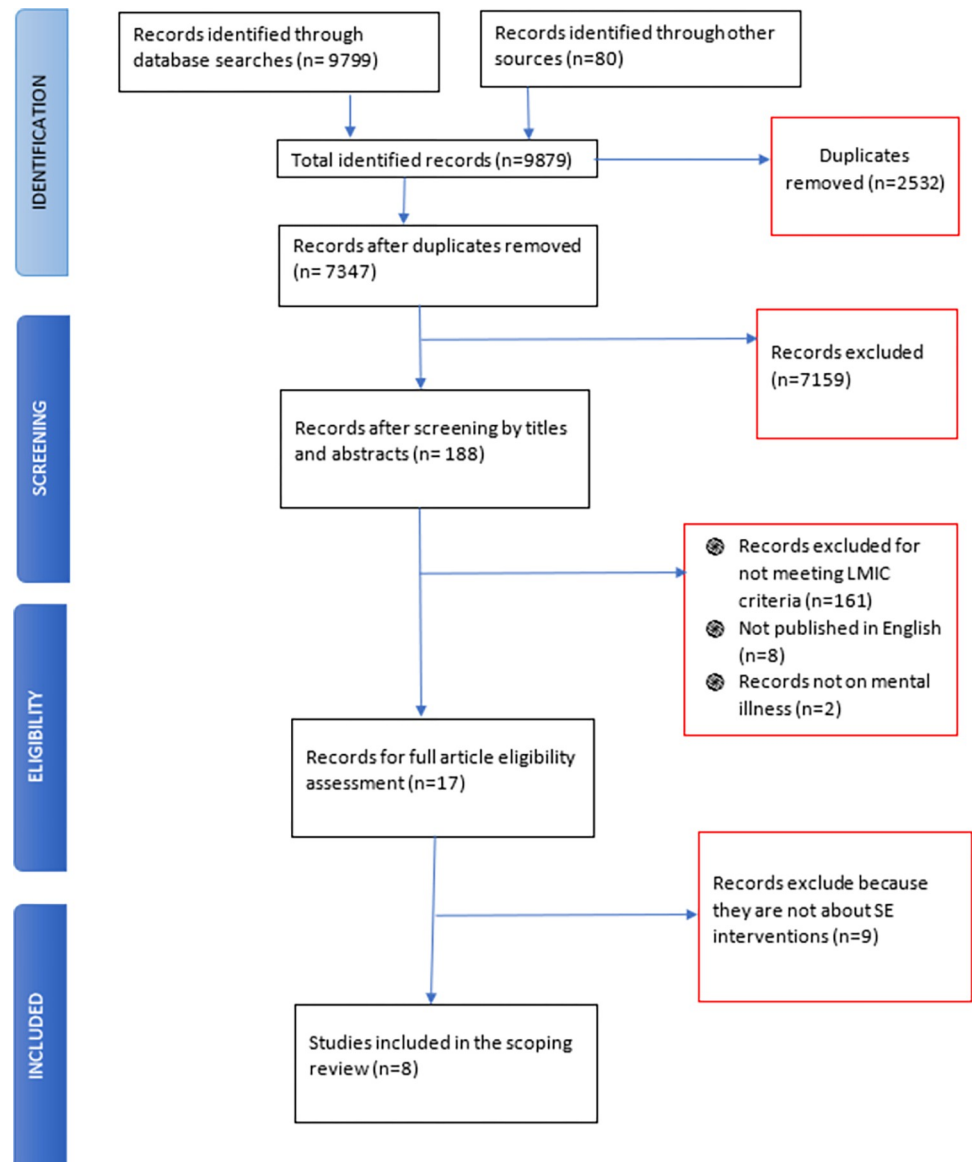 IDENTIFICATION
Records identified through
database searches (n= 9799)
Records identified through other
sources (n=80)
Total identified records (n=9879)
Duplicates
removed (n=2532)
Records after duplicates removed
(n= 7347)
SCREENING
Records excluded
(n=7159)
Records after screening by titles
and abstracts (n= 188)
Records excluded for
not meeting LMIC
criteria (n=161)
Not published in English
(n=8)
Records not on mental
illness (n=2)
ELIGIBILITY
Records for full article eligibility
assessment (n=17)
Records exclude because
they are not about SE
interventions (n=9)
INCLUDED
Studies included in the scoping
review (n=8)